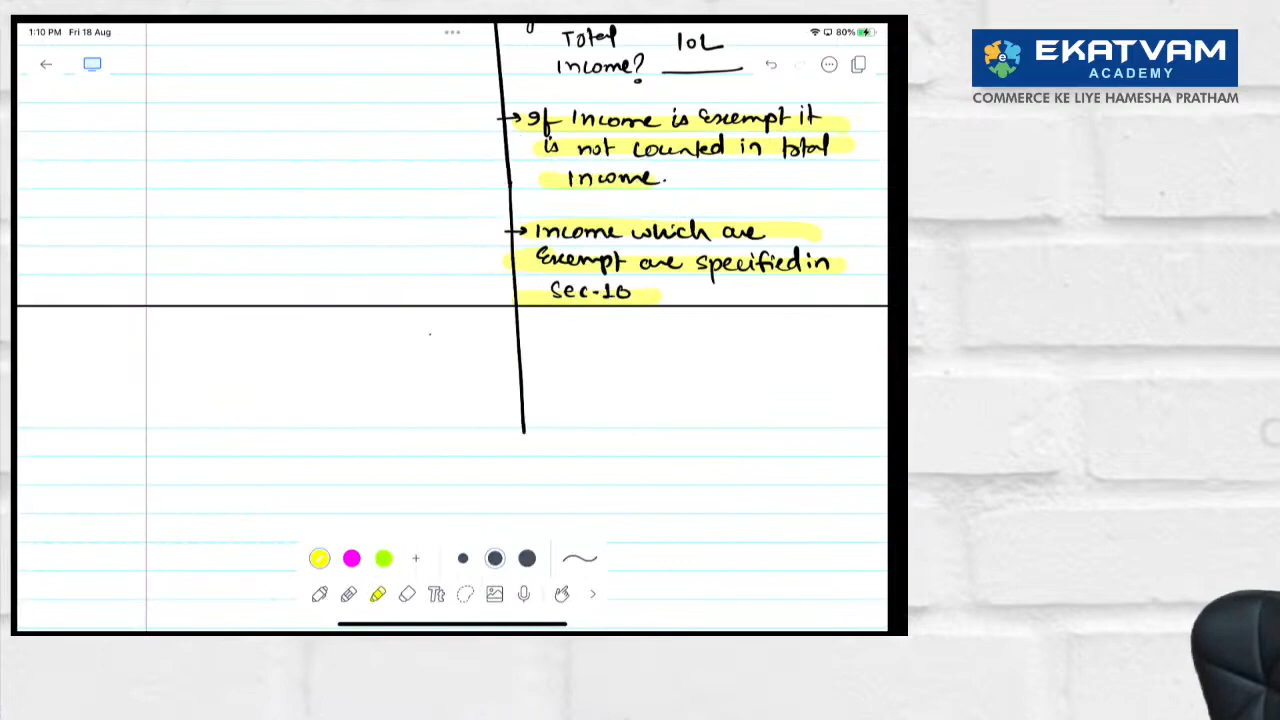 1:10 PM Fri 18 Aug
80%
Total 10L
Income?
→ If Income is Exempt it
is not counted in total
Income.
→ Income which are
Exempt are specified in
Sec-10
Tt
EKATVAM
ACADEMY
COMMERCE KE LIYE HAMESHA PRATHAM